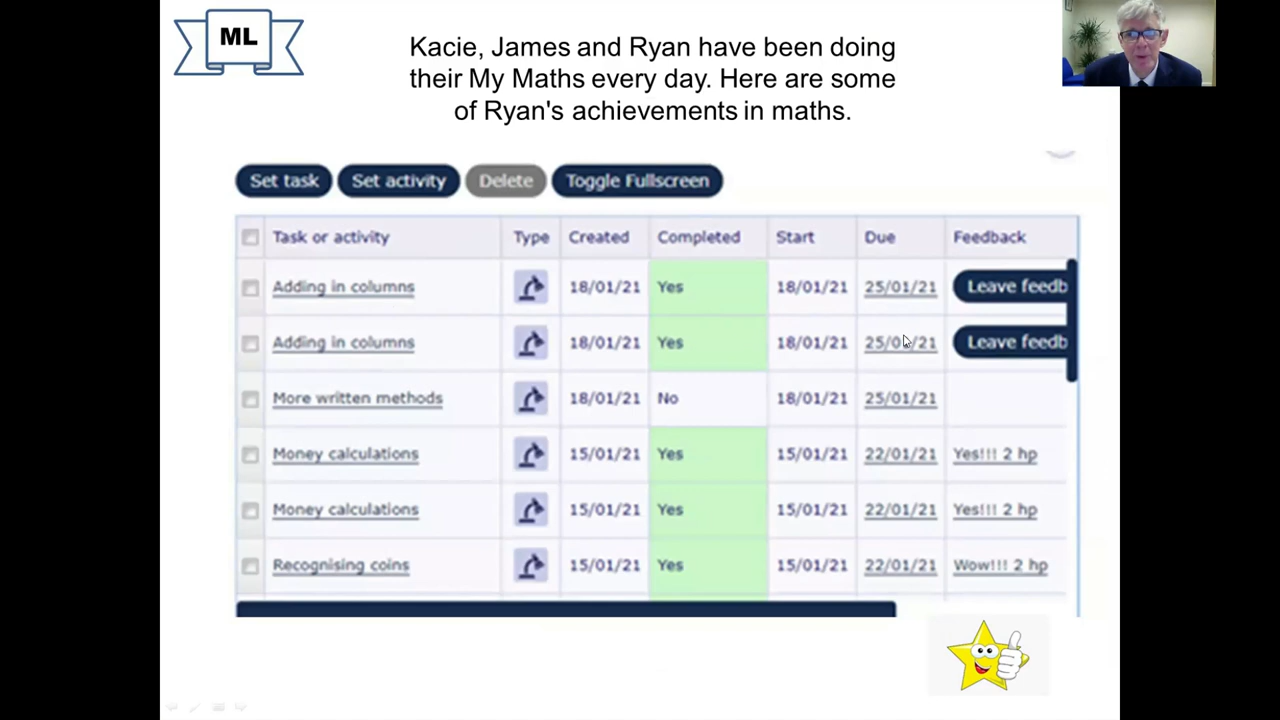 ML
Kacie, James and Ryan have been doing
their My Maths every day. Here are some
of Ryan's achievements in maths.
Set task Set activity Delete Toggle Fullscreen
Task or activity Type Created Completed Start Due Feedback
Adding in columns 18/01/21 Yes 18/01/21 25/01/21 Leave feedb
Adding in columns 18/01/21 Yes 18/01/21 25/01/21 Leave feedb
More written methods 18/01/21 No 18/01/21 25/01/21
Money calculations 15/01/21 Yes 15/01/21 22/01/21 Yes!!! 2 hp
Money calculations 15/01/21 Yes 15/01/21 22/01/21 Yes!!! 2 hp
Recognising coins 15/01/21 Yes 15/01/21 22/01/21 Wow!!! 2 hp